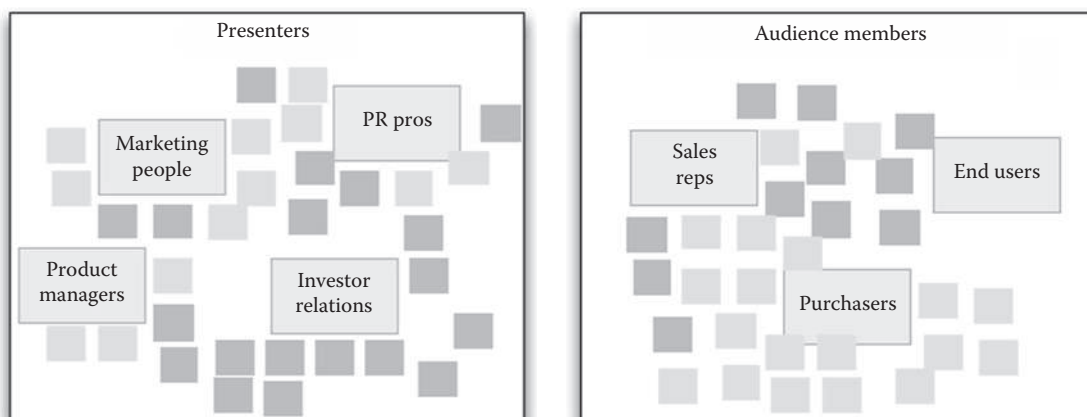 Presenters
PR pros
Marketing
people
Product
managers
Investor
relations
Audience members
Sales
reps
End users
Purchasers